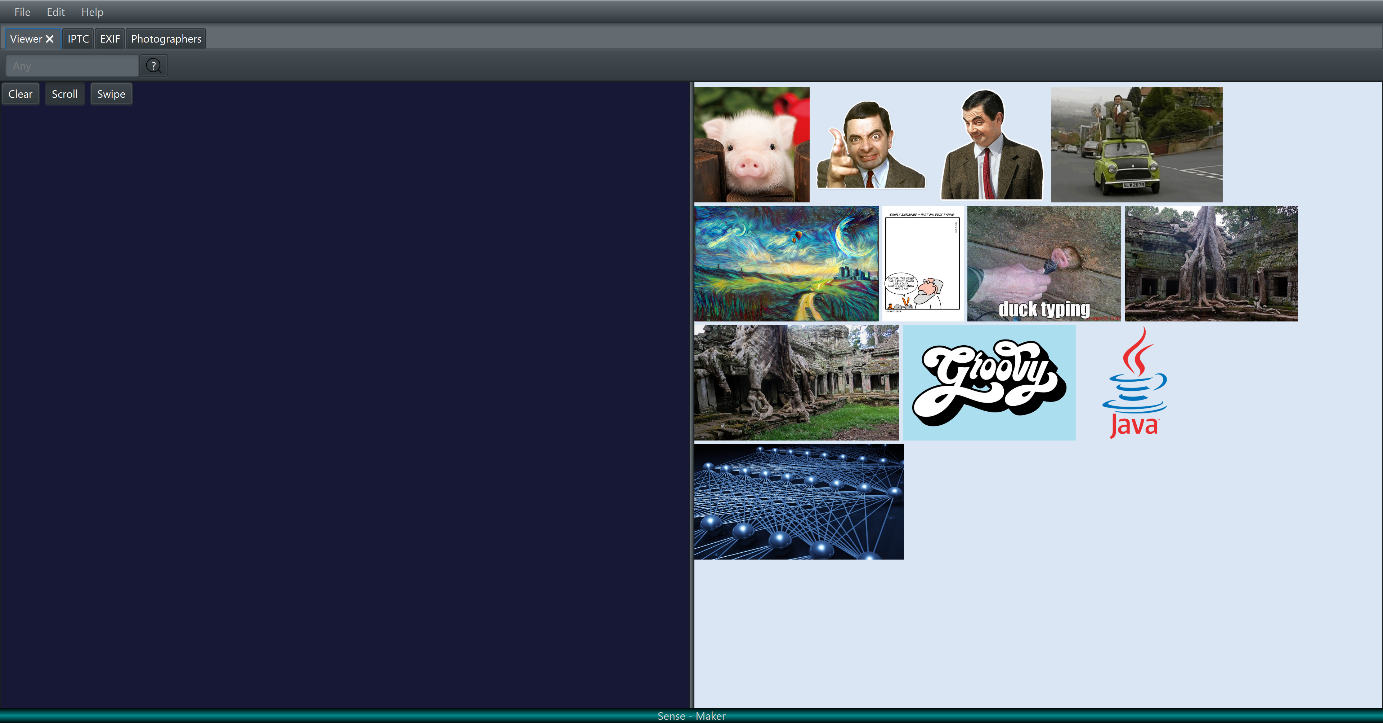 File Edit Help
Viewer IPTC EXIF Photographers
Any ?
Clear Scroll Swipe
duck typing
Groovy
Java
Sense - Maker